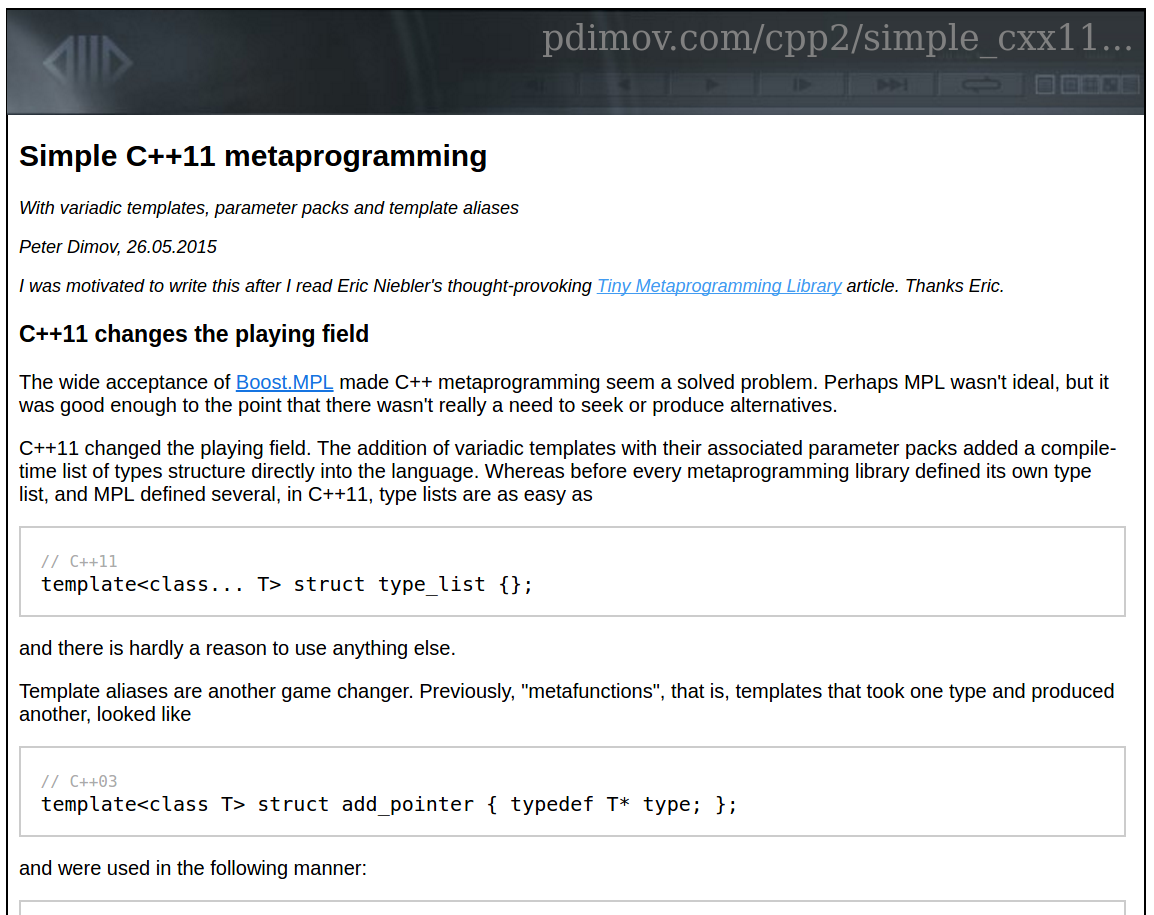 pdimov.com/cpp2/simple_cxx11...
Simple C++11 metaprogramming
With variadic templates, parameter packs and template aliases
Peter Dimov, 26.05.2015
I was motivated to write this after I read Eric Niebler's thought-provoking Tiny Metaprogramming Library article. Thanks Eric.
C++11 changes the playing field
The wide acceptance of Boost.MPL made C++ metaprogramming seem a solved problem. Perhaps MPL wasn't ideal, but it
was good enough to the point that there wasn't really a need to seek or produce alternatives.
C++11 changed the playing field. The addition of variadic templates with their associated parameter packs added a compile-
time list of types structure directly into the language. Whereas before every metaprogramming library defined its own type
list, and MPL defined several, in C++11, type lists are as easy as
// C++11
template<class... T> struct type_list {};
and there is hardly a reason to use anything else.
Template aliases are another game changer. Previously, "metafunctions", that is, templates that took one type and produced
another, looked like
// C++03
template<class T> struct add_pointer { typedef T* type; };
and were used in the following manner: